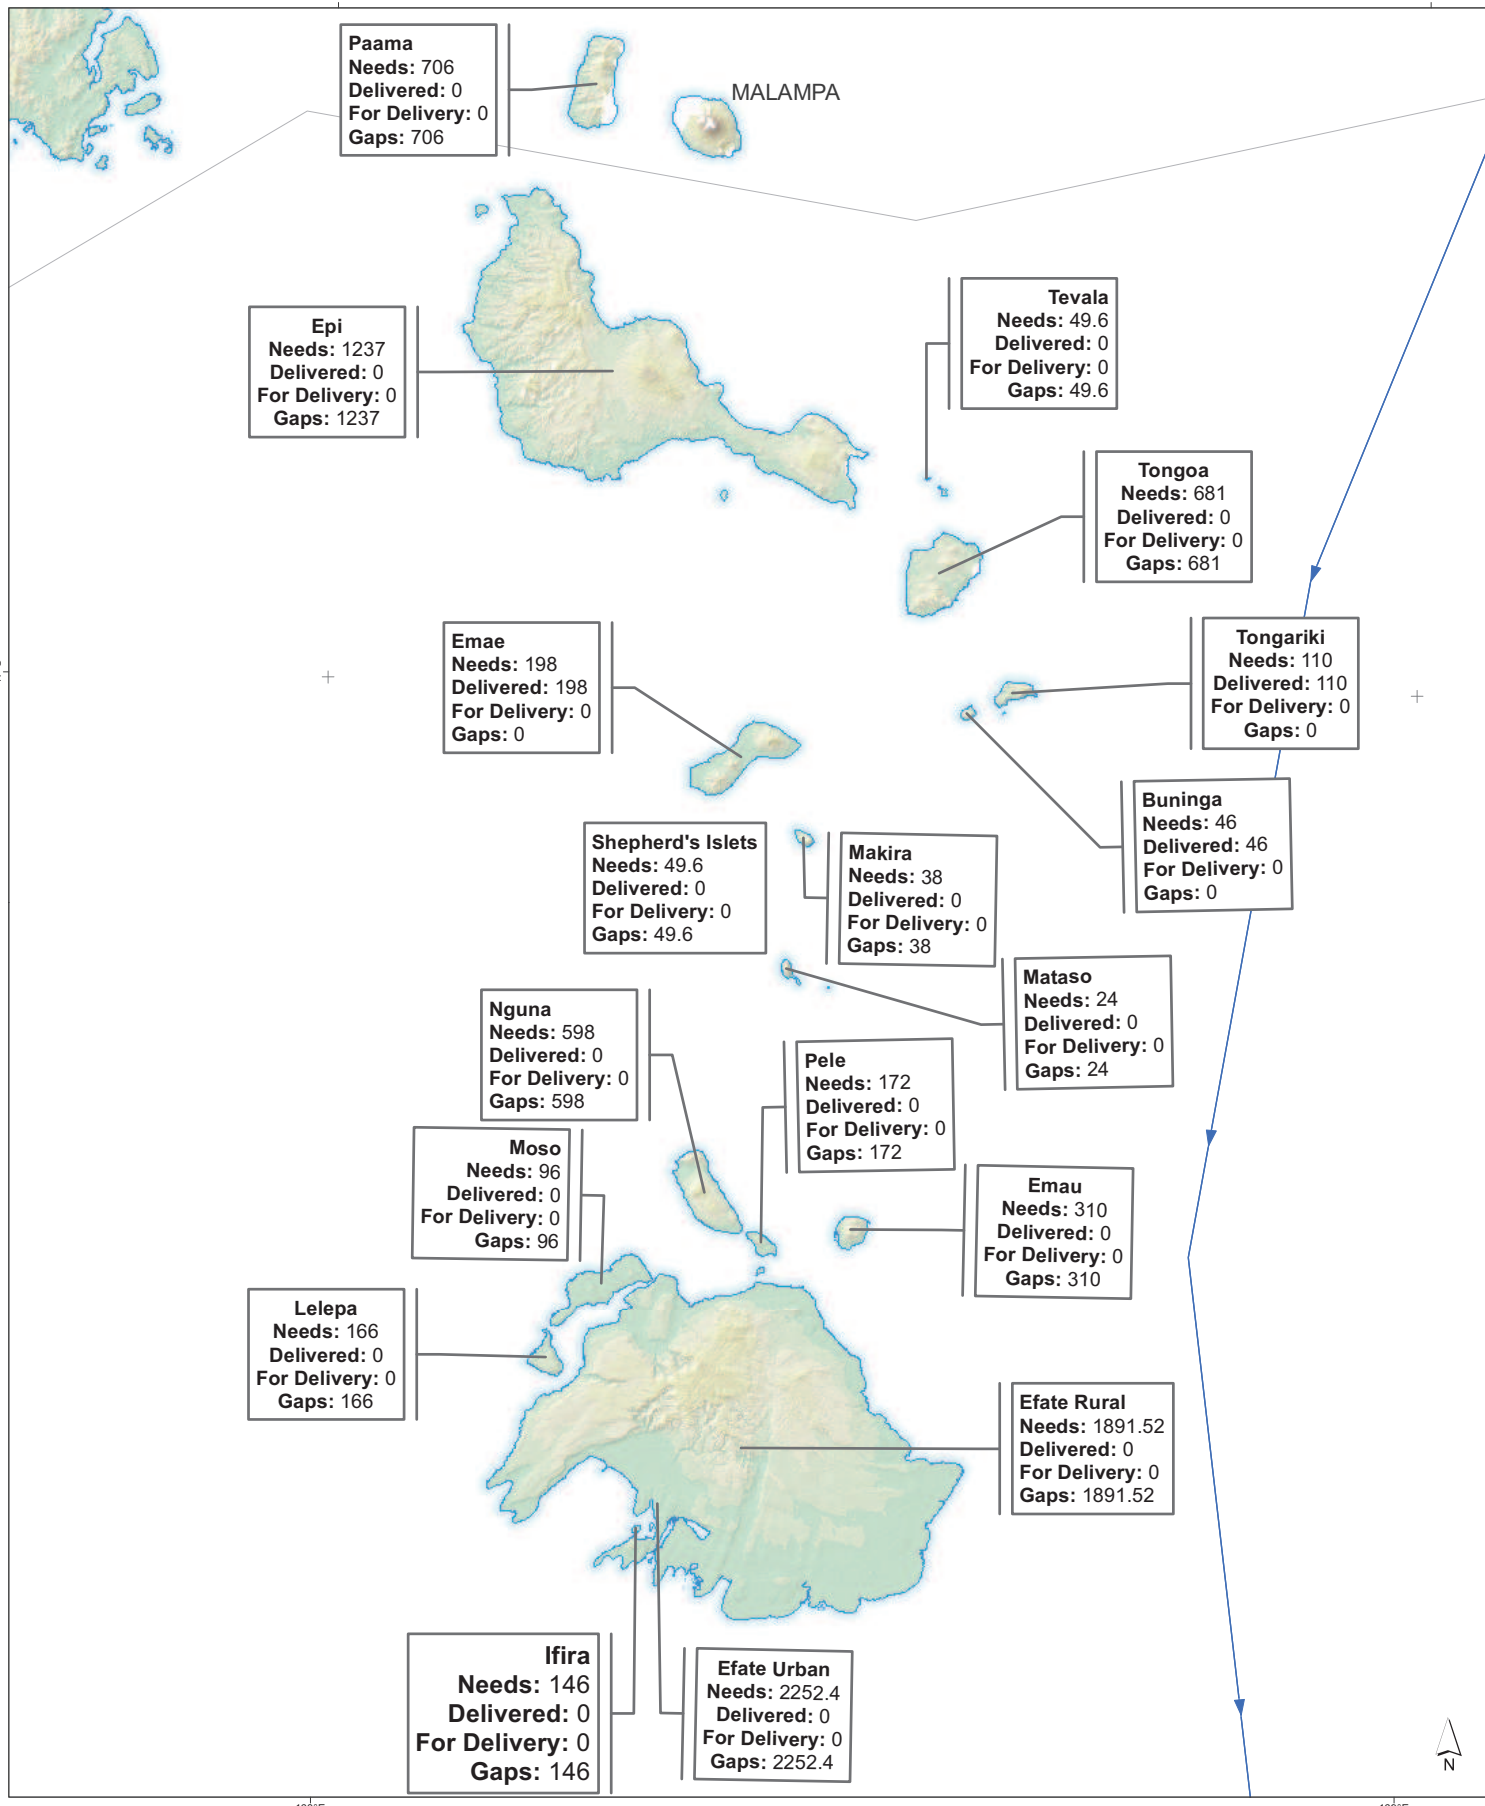 Paama
Needs: 706
Delivered: 0
For Delivery: 0
Gaps: 706
MALAMPA
Epi
Needs: 1237
Delivered: 0
For Delivery: 0
Gaps: 1237
Tevala
Needs: 49.6
Delivered: 0
For Delivery: 0
Gaps: 49.6
Tongoa
Needs: 681
Delivered: 0
For Delivery: 0
Gaps: 681
Emae
Needs: 198
Delivered: 198
For Delivery: 0
Gaps: 0
Tongariki
Needs: 110
Delivered: 110
For Delivery: 0
Gaps: 0
Buninga
Needs: 46
Delivered: 46
For Delivery: 0
Gaps: 0
Shepherd's Islets
Needs: 49.6
Delivered: 0
For Delivery: 0
Gaps: 49.6
Makira
Needs: 38
Delivered: 0
For Delivery: 0
Gaps: 38
Mataso
Needs: 24
Delivered: 0
For Delivery: 0
Gaps: 24
Nguna
Needs: 598
Delivered: 0
For Delivery: 0
Gaps: 598
Pele
Needs: 172
Delivered: 0
For Delivery: 0
Gaps: 172
Moso
Needs: 96
Delivered: 0
For Delivery: 0
Gaps: 96
Emau
Needs: 310
Delivered: 0
For Delivery: 0
Gaps: 310
Lelepa
Needs: 166
Delivered: 0
For Delivery: 0
Gaps: 166
Efate Rural
Needs: 1891.52
Delivered: 0
For Delivery: 0
Gaps: 1891.52
Ifira
Needs: 146
Delivered: 0
For Delivery: 0
Gaps: 146
Efate Urban
Needs: 2252.4
Delivered: 0
For Delivery: 0
Gaps: 2252.4
N